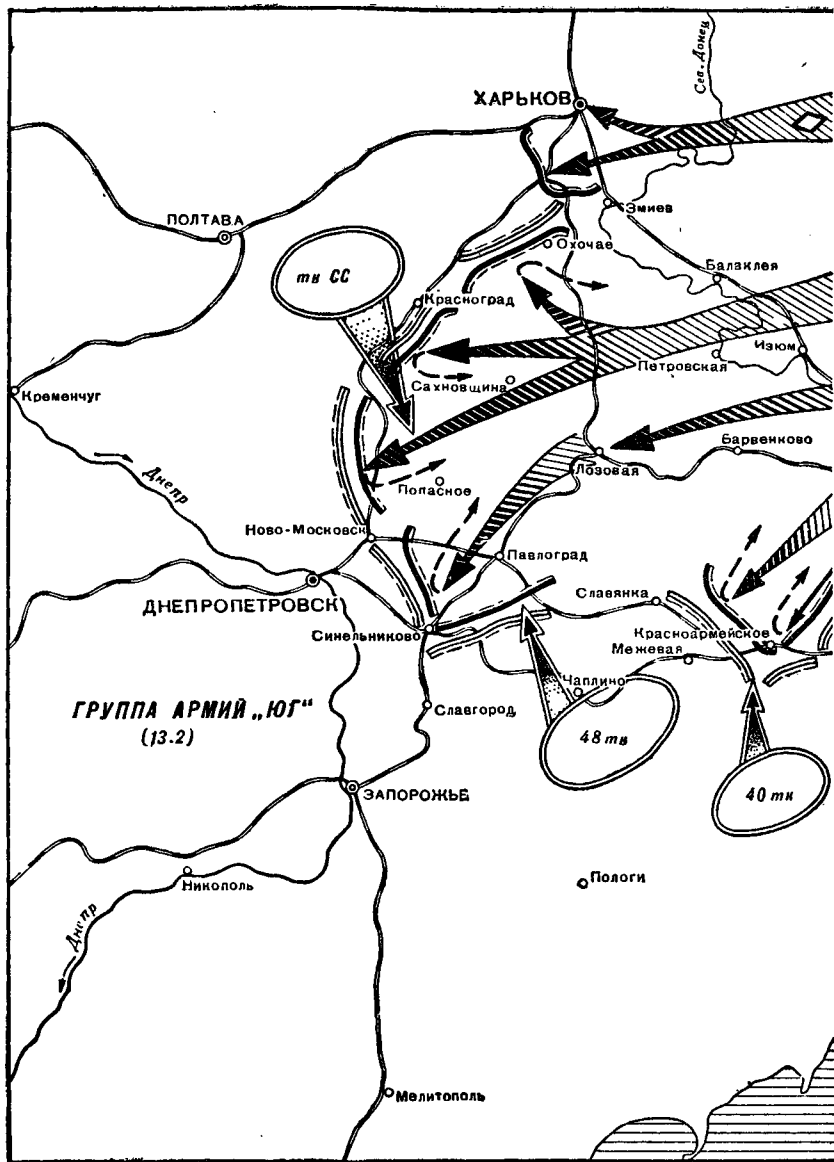 Сев. Донец
ХАРЬКОВ
ПОЛТАВА
Змиев
Охочае
тк СС
Балаклея
Красноград
Изюм
Петровская
Сахновщина
Кременчуг
Барвенково
Лозовая
Днепр
Попасное
Ново-Московск
Павлоград
ДНЕПРОПЕТРОВСК
Славянка
Синельниково
Красноармейское
Межевая
Чаплино
ГРУППА АРМИЙ „ЮГ“
(13.2)
Славгород
48 тк
ЗАПОРОЖЬЕ
40 тк
Никополь
Пологи
Днепр
Мелитополь